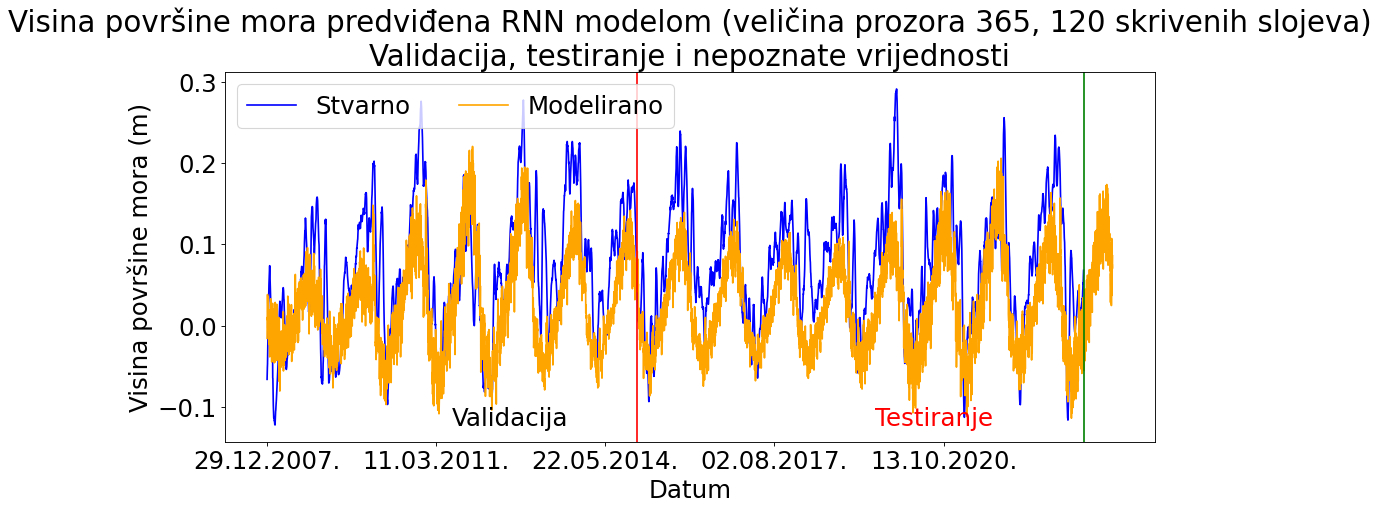 Visina površine mora predviđena RNN modelom (veličina prozora 365, 120 skrivenih slojeva)
Validacija, testiranje i nepoznate vrijednosti
Stvarno
Modelirano
Visina površine mora (m)
0.3
0.2
0.1
0.0
−0.1
Validacija
Testiranje
29.12.2007.
11.03.2011.
22.05.2014.
02.08.2017.
13.10.2020.
Datum